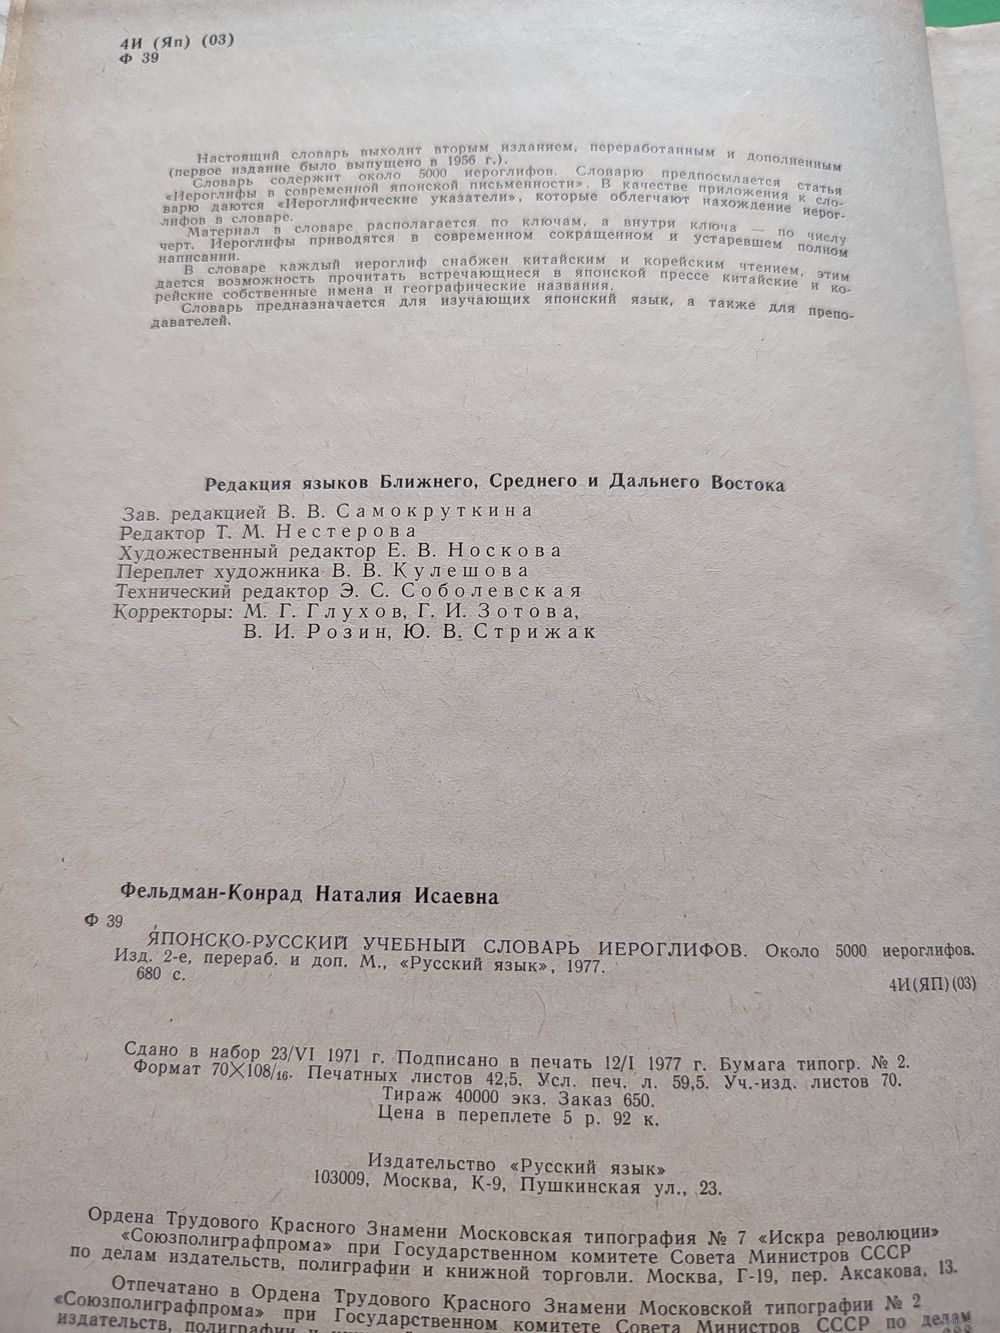 4И (Яп) (03)
Ф 39
Настоящий словарь выходит вторым изданием, переработанным и дополненным
(первое издание было выпущено в 1956 г.).
Словарь содержит около 5000 иероглифов. Словарю предпосылается статья
«Иероглифы в современной японской письменности». В качестве приложения к сло-
варю даются «Иероглифические указатели», которые облегчают нахождение иерог-
лифов в словаре.
Материал в словаре располагается по ключам, а внутри ключа — по числу
черт. Иероглифы приводятся в современном сокращенном и устаревшем полном
написании.
В словаре каждый иероглиф снабжен китайским и корейским чтением, этим
дается возможность прочитать встречающиеся в японской прессе китайские и ко-
рейские собственные имена и географические названия.
Словарь предназначается для изучающих японский язык, а также для препо-
давателей.
Редакция языков Ближнего, Среднего и Дальнего Востока
Зав. редакцией В. В. Самокруткина
Редактор Т. М. Нестерова
Художественный редактор Е. В. Носкова
Переплет художника В. В. Кулешова
Технический редактор Э. С. Соболевская
Корректоры: М. Г. Глухов, Г. И. Зотова,
В. И. Розин, Ю. В. Стрижак
Фельдман-Конрад Наталия Исаевна
Ф 39
ЯПОНСКО-РУССКИЙ УЧЕБНЫЙ СЛОВАРЬ ИЕРОГЛИФОВ. Около 5000 иероглифов.
Изд. 2-е, перераб. и доп. М., «Русский язык», 1977.
680 с.
4И(ЯП)(03)
Сдано в набор 23/VI 1971 г. Подписано в печать 12/I 1977 г. Бумага типогр. № 2.
Формат 70×108/16. Печатных листов 42,5. Усл. печ. л. 59,5. Уч.-изд. листов 70.
Тираж 40000 экз. Заказ 650.
Цена в переплете 5 р. 92 к.
Издательство «Русский язык»
103009, Москва, К-9, Пушкинская ул., 23.
Ордена Трудового Красного Знамени Московская типография № 7 «Искра революции»
«Союзполиграфпрома» при Государственном комитете Совета Министров СССР
по делам издательств, полиграфии и книжной торговли. Москва, Г-19, пер. Аксакова, 13.
Отпечатано в Ордена Трудового Красного Знамени Московской типографии № 2
«Союзполиграфпрома» при Государственном комитете Совета Министров СССР по делам
издательств, полиграфии и